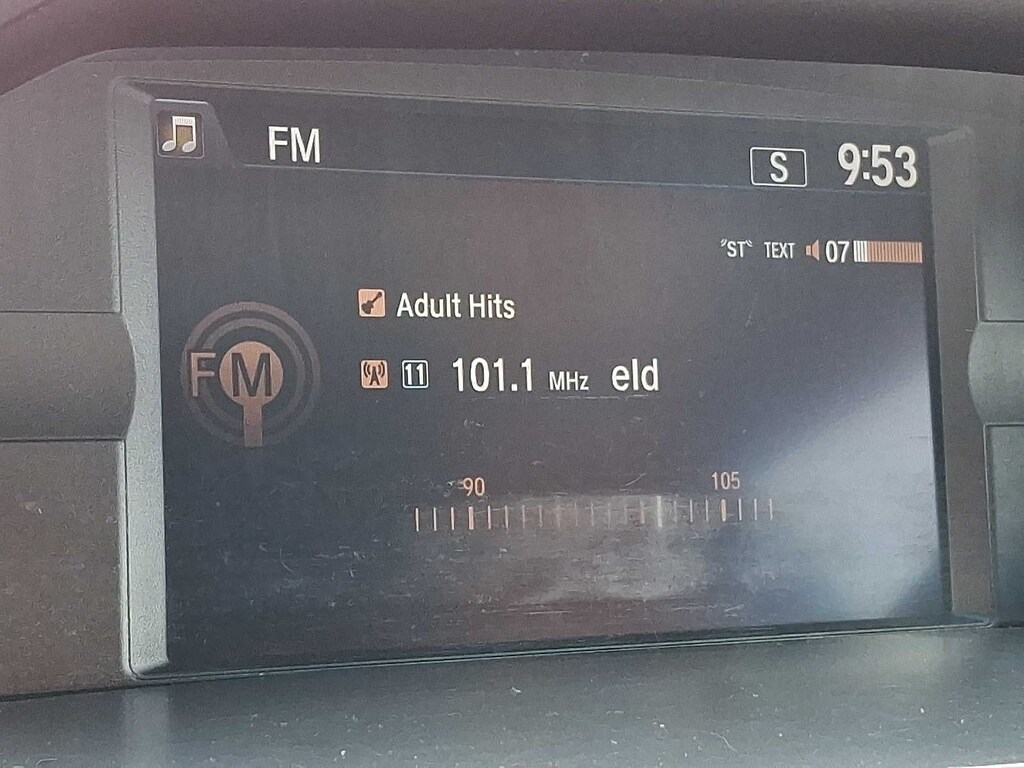 FM
S 9:53
"ST" TEXT 07
Adult Hits
FM
11 101.1 MHz eld
90 105